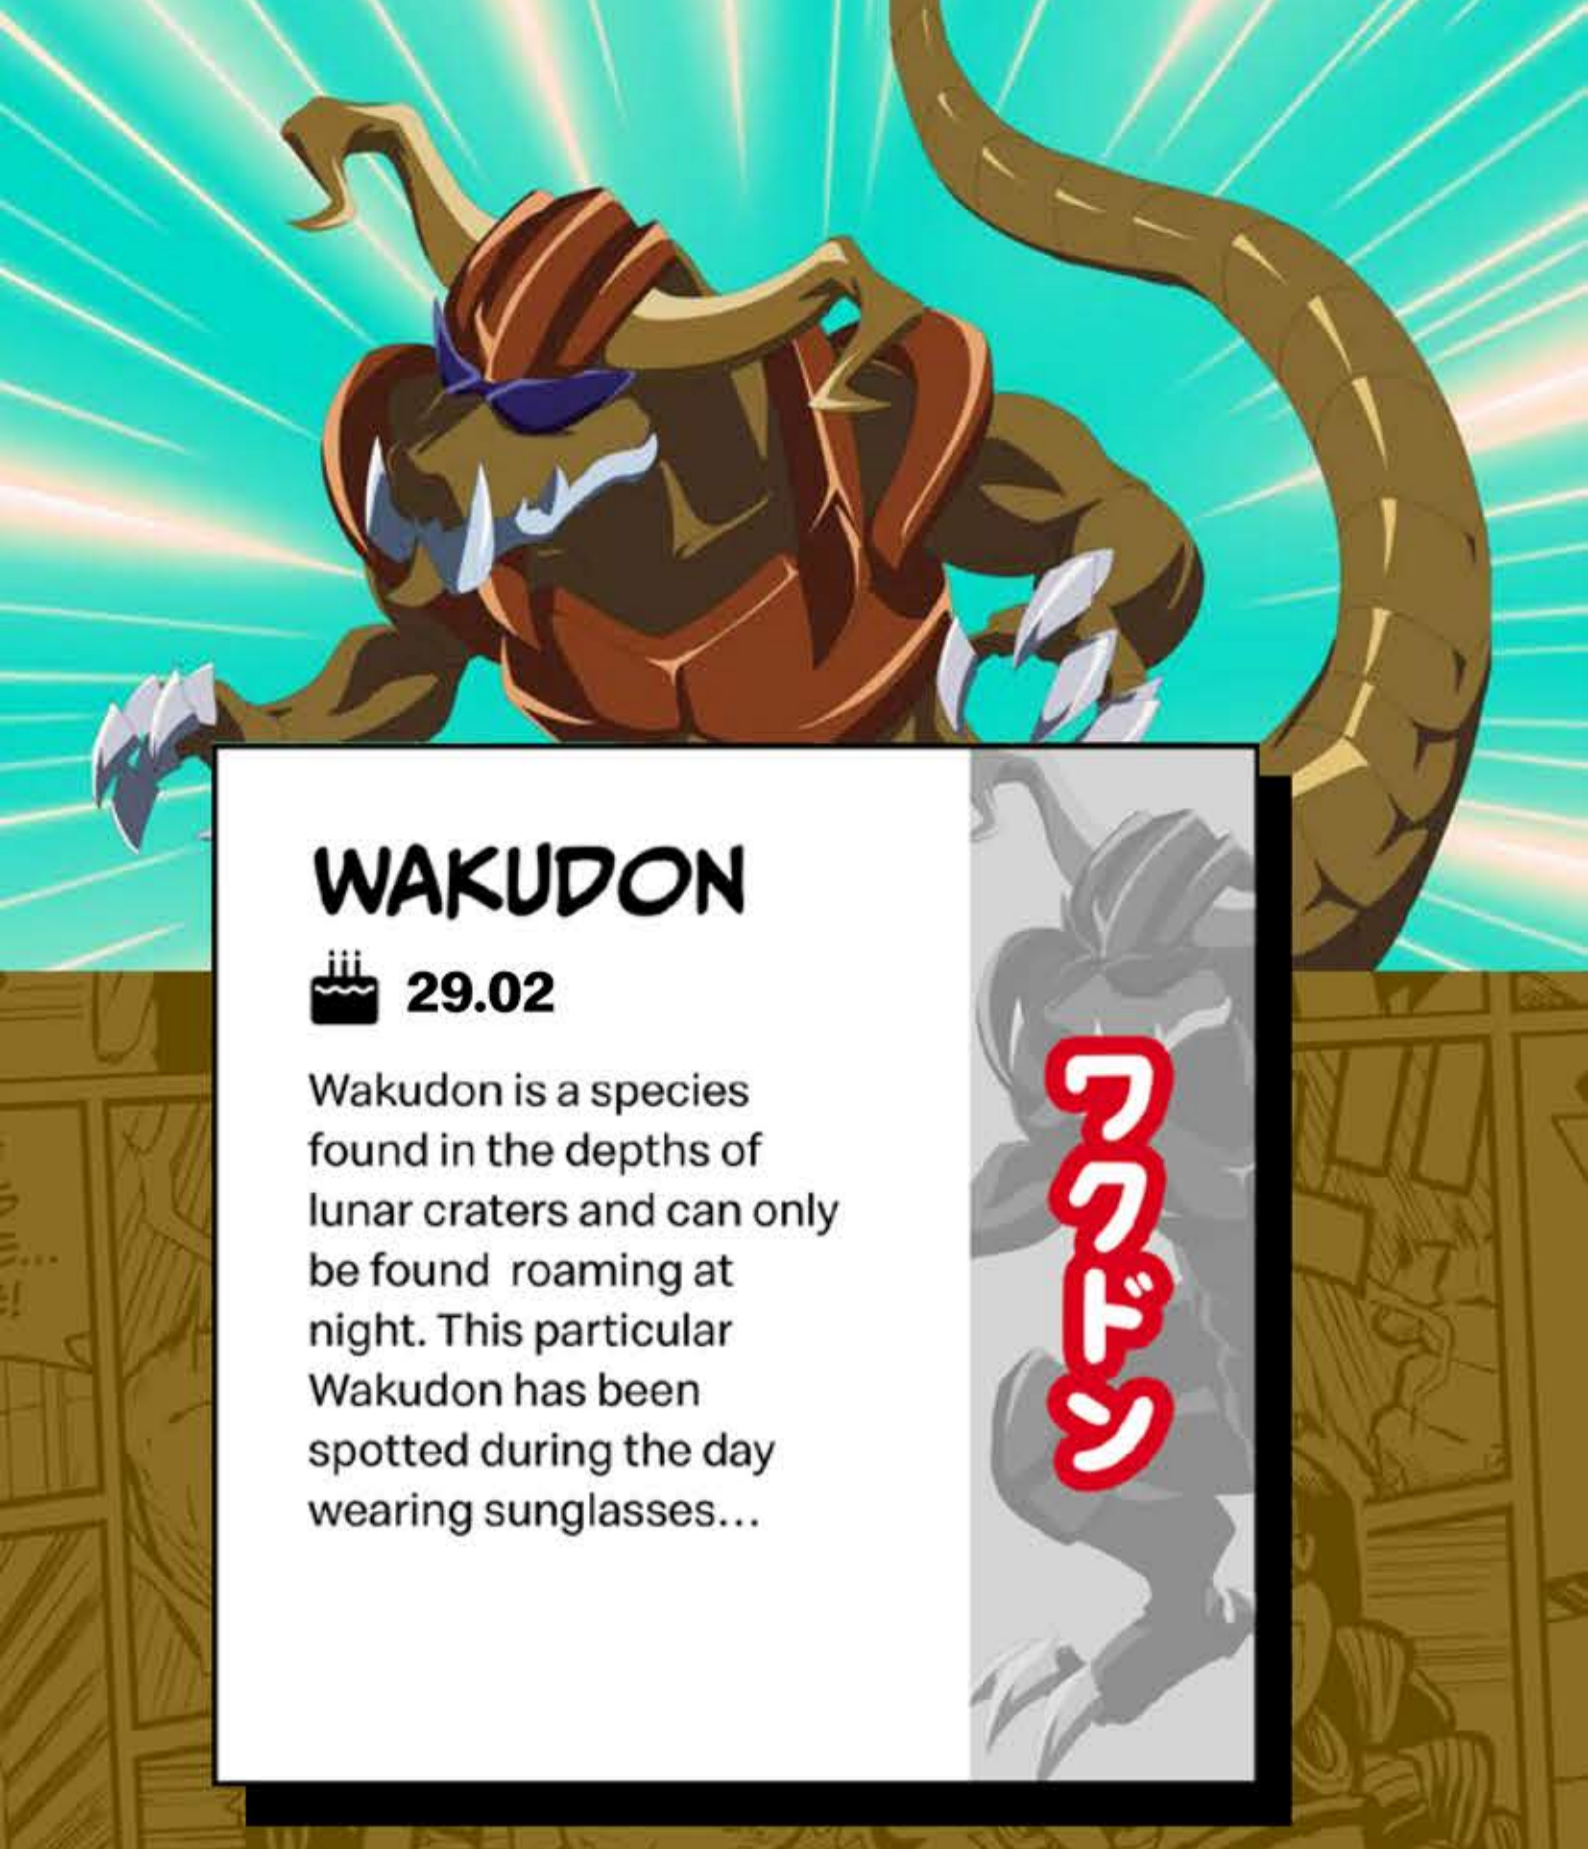 WAKUDON
29.02
Wakudon is a species
found in the depths of
lunar craters and can only
be found  roaming at
night. This particular
Wakudon has been
spotted during the day
wearing sunglasses...
ワクドン